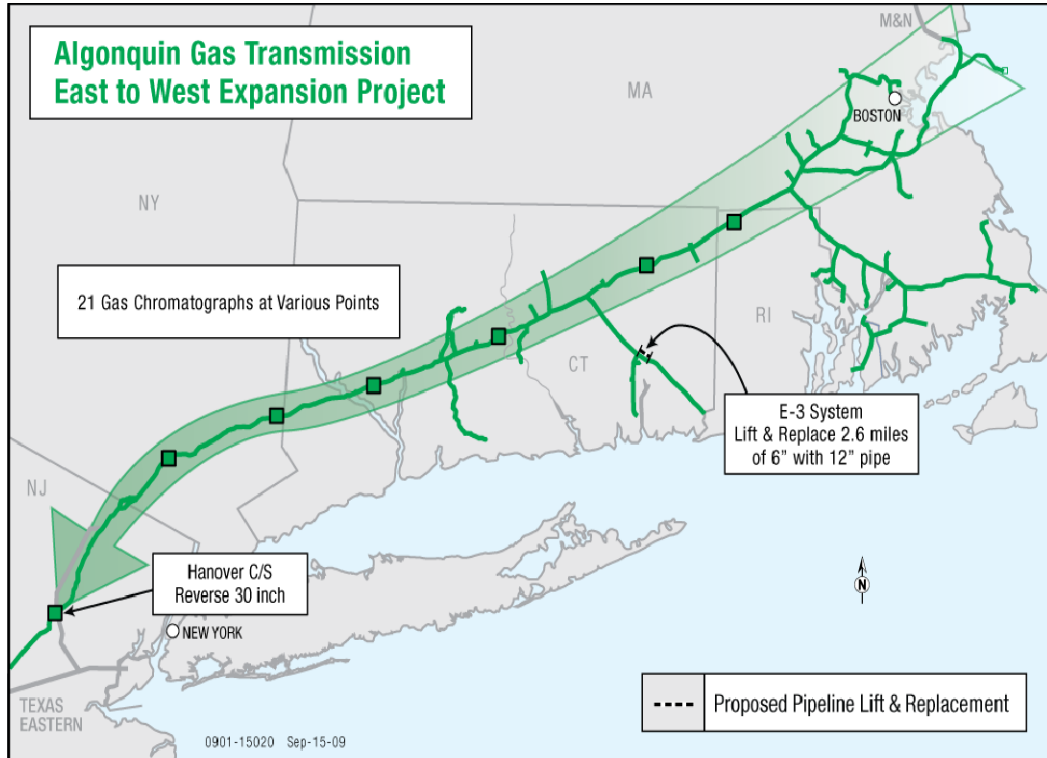 Algonquin Gas Transmission
East to West Expansion Project
M&N
MA
BOSTON
NY
21 Gas Chromatographs at Various Points
RI
CT
E-3 System
Lift & Replace 2.6 miles
of 6" with 12" pipe
NJ
Hanover C/S
Reverse 30 inch
N
NEW YORK
TEXAS
EASTERN
Proposed Pipeline Lift & Replacement
0901-15020 Sep-15-09